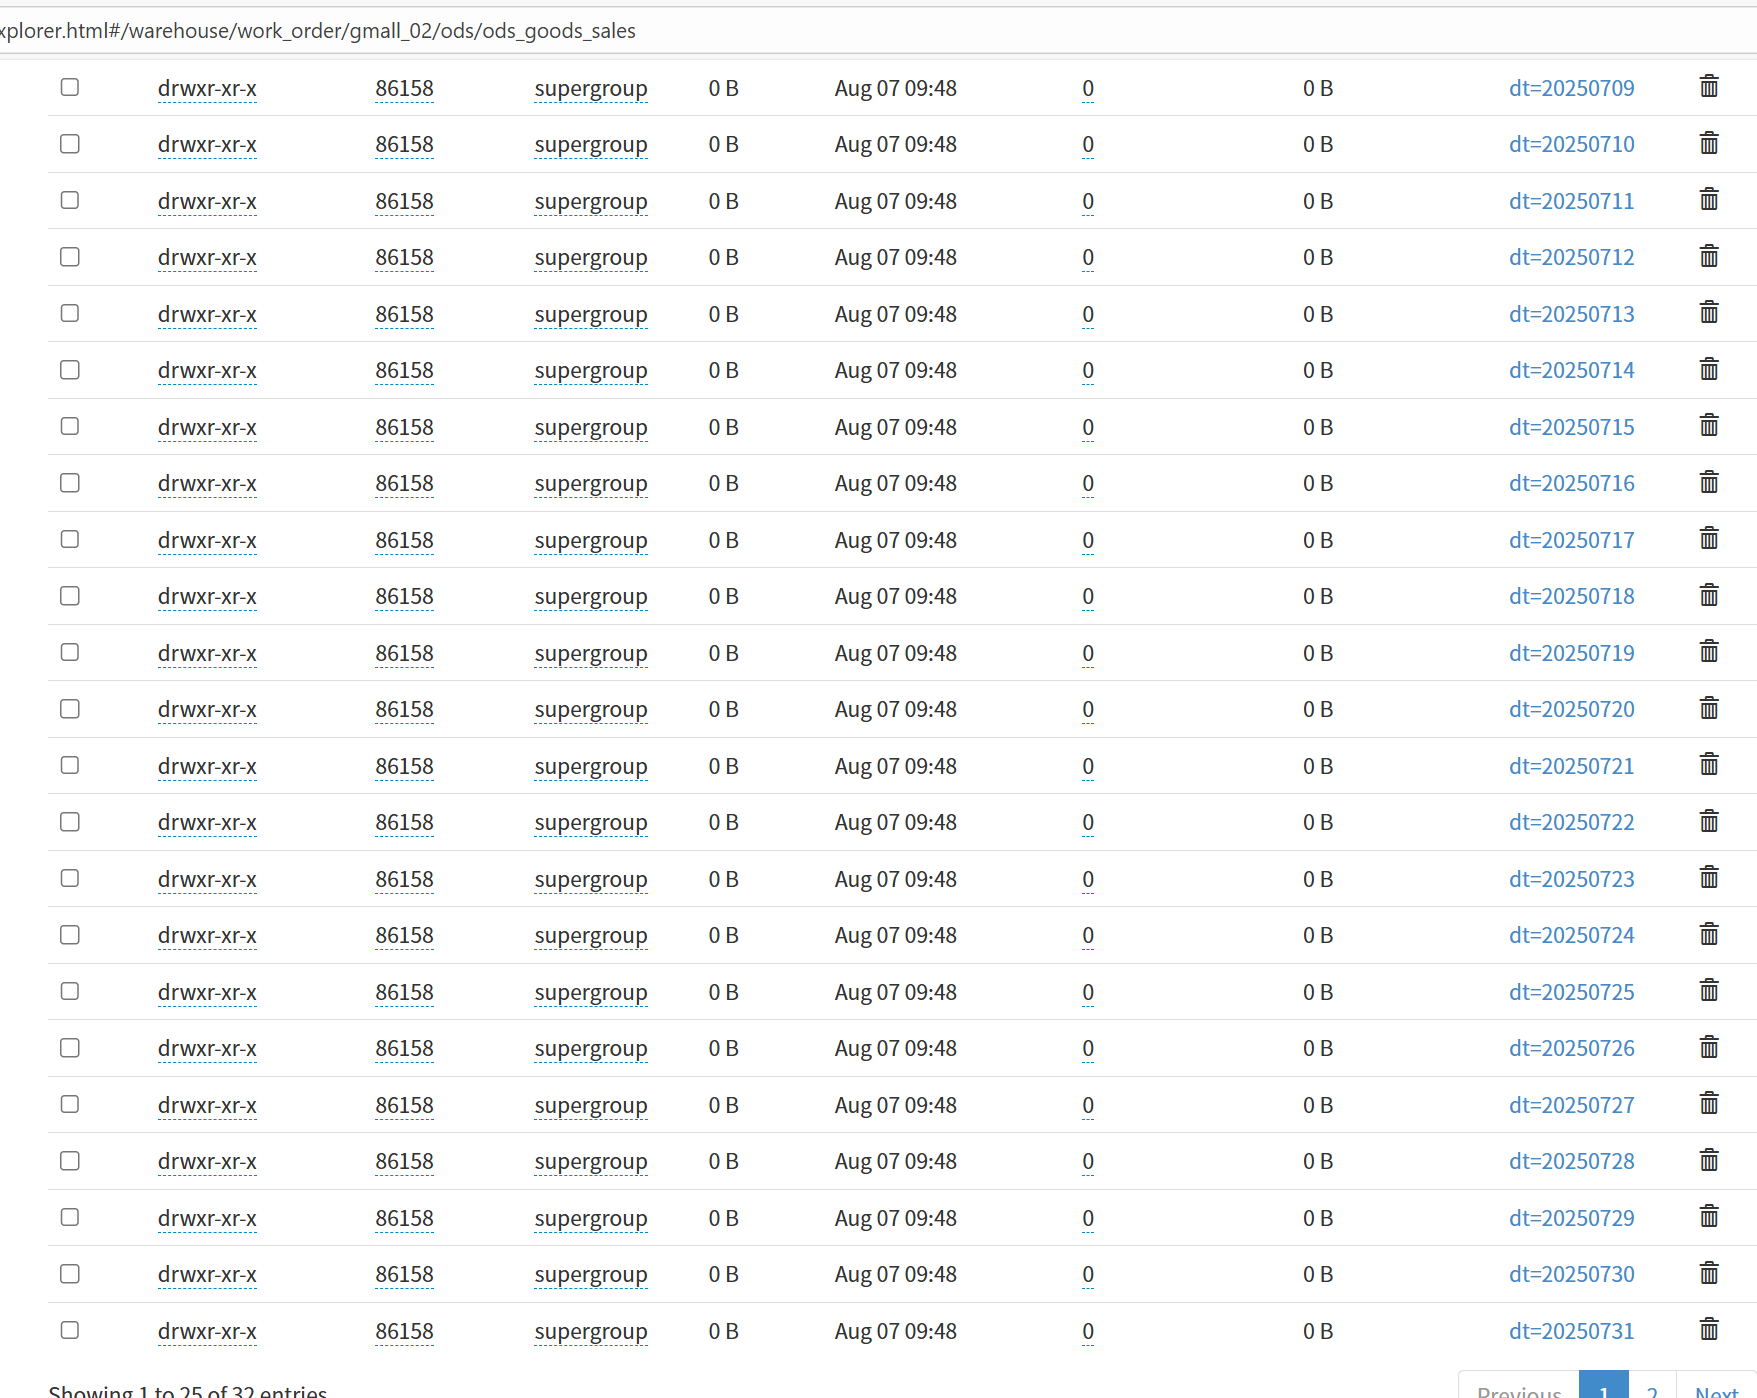 xplorer.html#/warehouse/work_order/gmall_02/ods/ods_goods_sales
drwxr-xr-x 86158 supergroup 0 B Aug 07 09:48 0 0 B dt=20250709
drwxr-xr-x 86158 supergroup 0 B Aug 07 09:48 0 0 B dt=20250710
drwxr-xr-x 86158 supergroup 0 B Aug 07 09:48 0 0 B dt=20250711
drwxr-xr-x 86158 supergroup 0 B Aug 07 09:48 0 0 B dt=20250712
drwxr-xr-x 86158 supergroup 0 B Aug 07 09:48 0 0 B dt=20250713
drwxr-xr-x 86158 supergroup 0 B Aug 07 09:48 0 0 B dt=20250714
drwxr-xr-x 86158 supergroup 0 B Aug 07 09:48 0 0 B dt=20250715
drwxr-xr-x 86158 supergroup 0 B Aug 07 09:48 0 0 B dt=20250716
drwxr-xr-x 86158 supergroup 0 B Aug 07 09:48 0 0 B dt=20250717
drwxr-xr-x 86158 supergroup 0 B Aug 07 09:48 0 0 B dt=20250718
drwxr-xr-x 86158 supergroup 0 B Aug 07 09:48 0 0 B dt=20250719
drwxr-xr-x 86158 supergroup 0 B Aug 07 09:48 0 0 B dt=20250720
drwxr-xr-x 86158 supergroup 0 B Aug 07 09:48 0 0 B dt=20250721
drwxr-xr-x 86158 supergroup 0 B Aug 07 09:48 0 0 B dt=20250722
drwxr-xr-x 86158 supergroup 0 B Aug 07 09:48 0 0 B dt=20250723
drwxr-xr-x 86158 supergroup 0 B Aug 07 09:48 0 0 B dt=20250724
drwxr-xr-x 86158 supergroup 0 B Aug 07 09:48 0 0 B dt=20250725
drwxr-xr-x 86158 supergroup 0 B Aug 07 09:48 0 0 B dt=20250726
drwxr-xr-x 86158 supergroup 0 B Aug 07 09:48 0 0 B dt=20250727
drwxr-xr-x 86158 supergroup 0 B Aug 07 09:48 0 0 B dt=20250728
drwxr-xr-x 86158 supergroup 0 B Aug 07 09:48 0 0 B dt=20250729
drwxr-xr-x 86158 supergroup 0 B Aug 07 09:48 0 0 B dt=20250730
drwxr-xr-x 86158 supergroup 0 B Aug 07 09:48 0 0 B dt=20250731
Showing 1 to 25 of 32 entries Previous 1 2 Next